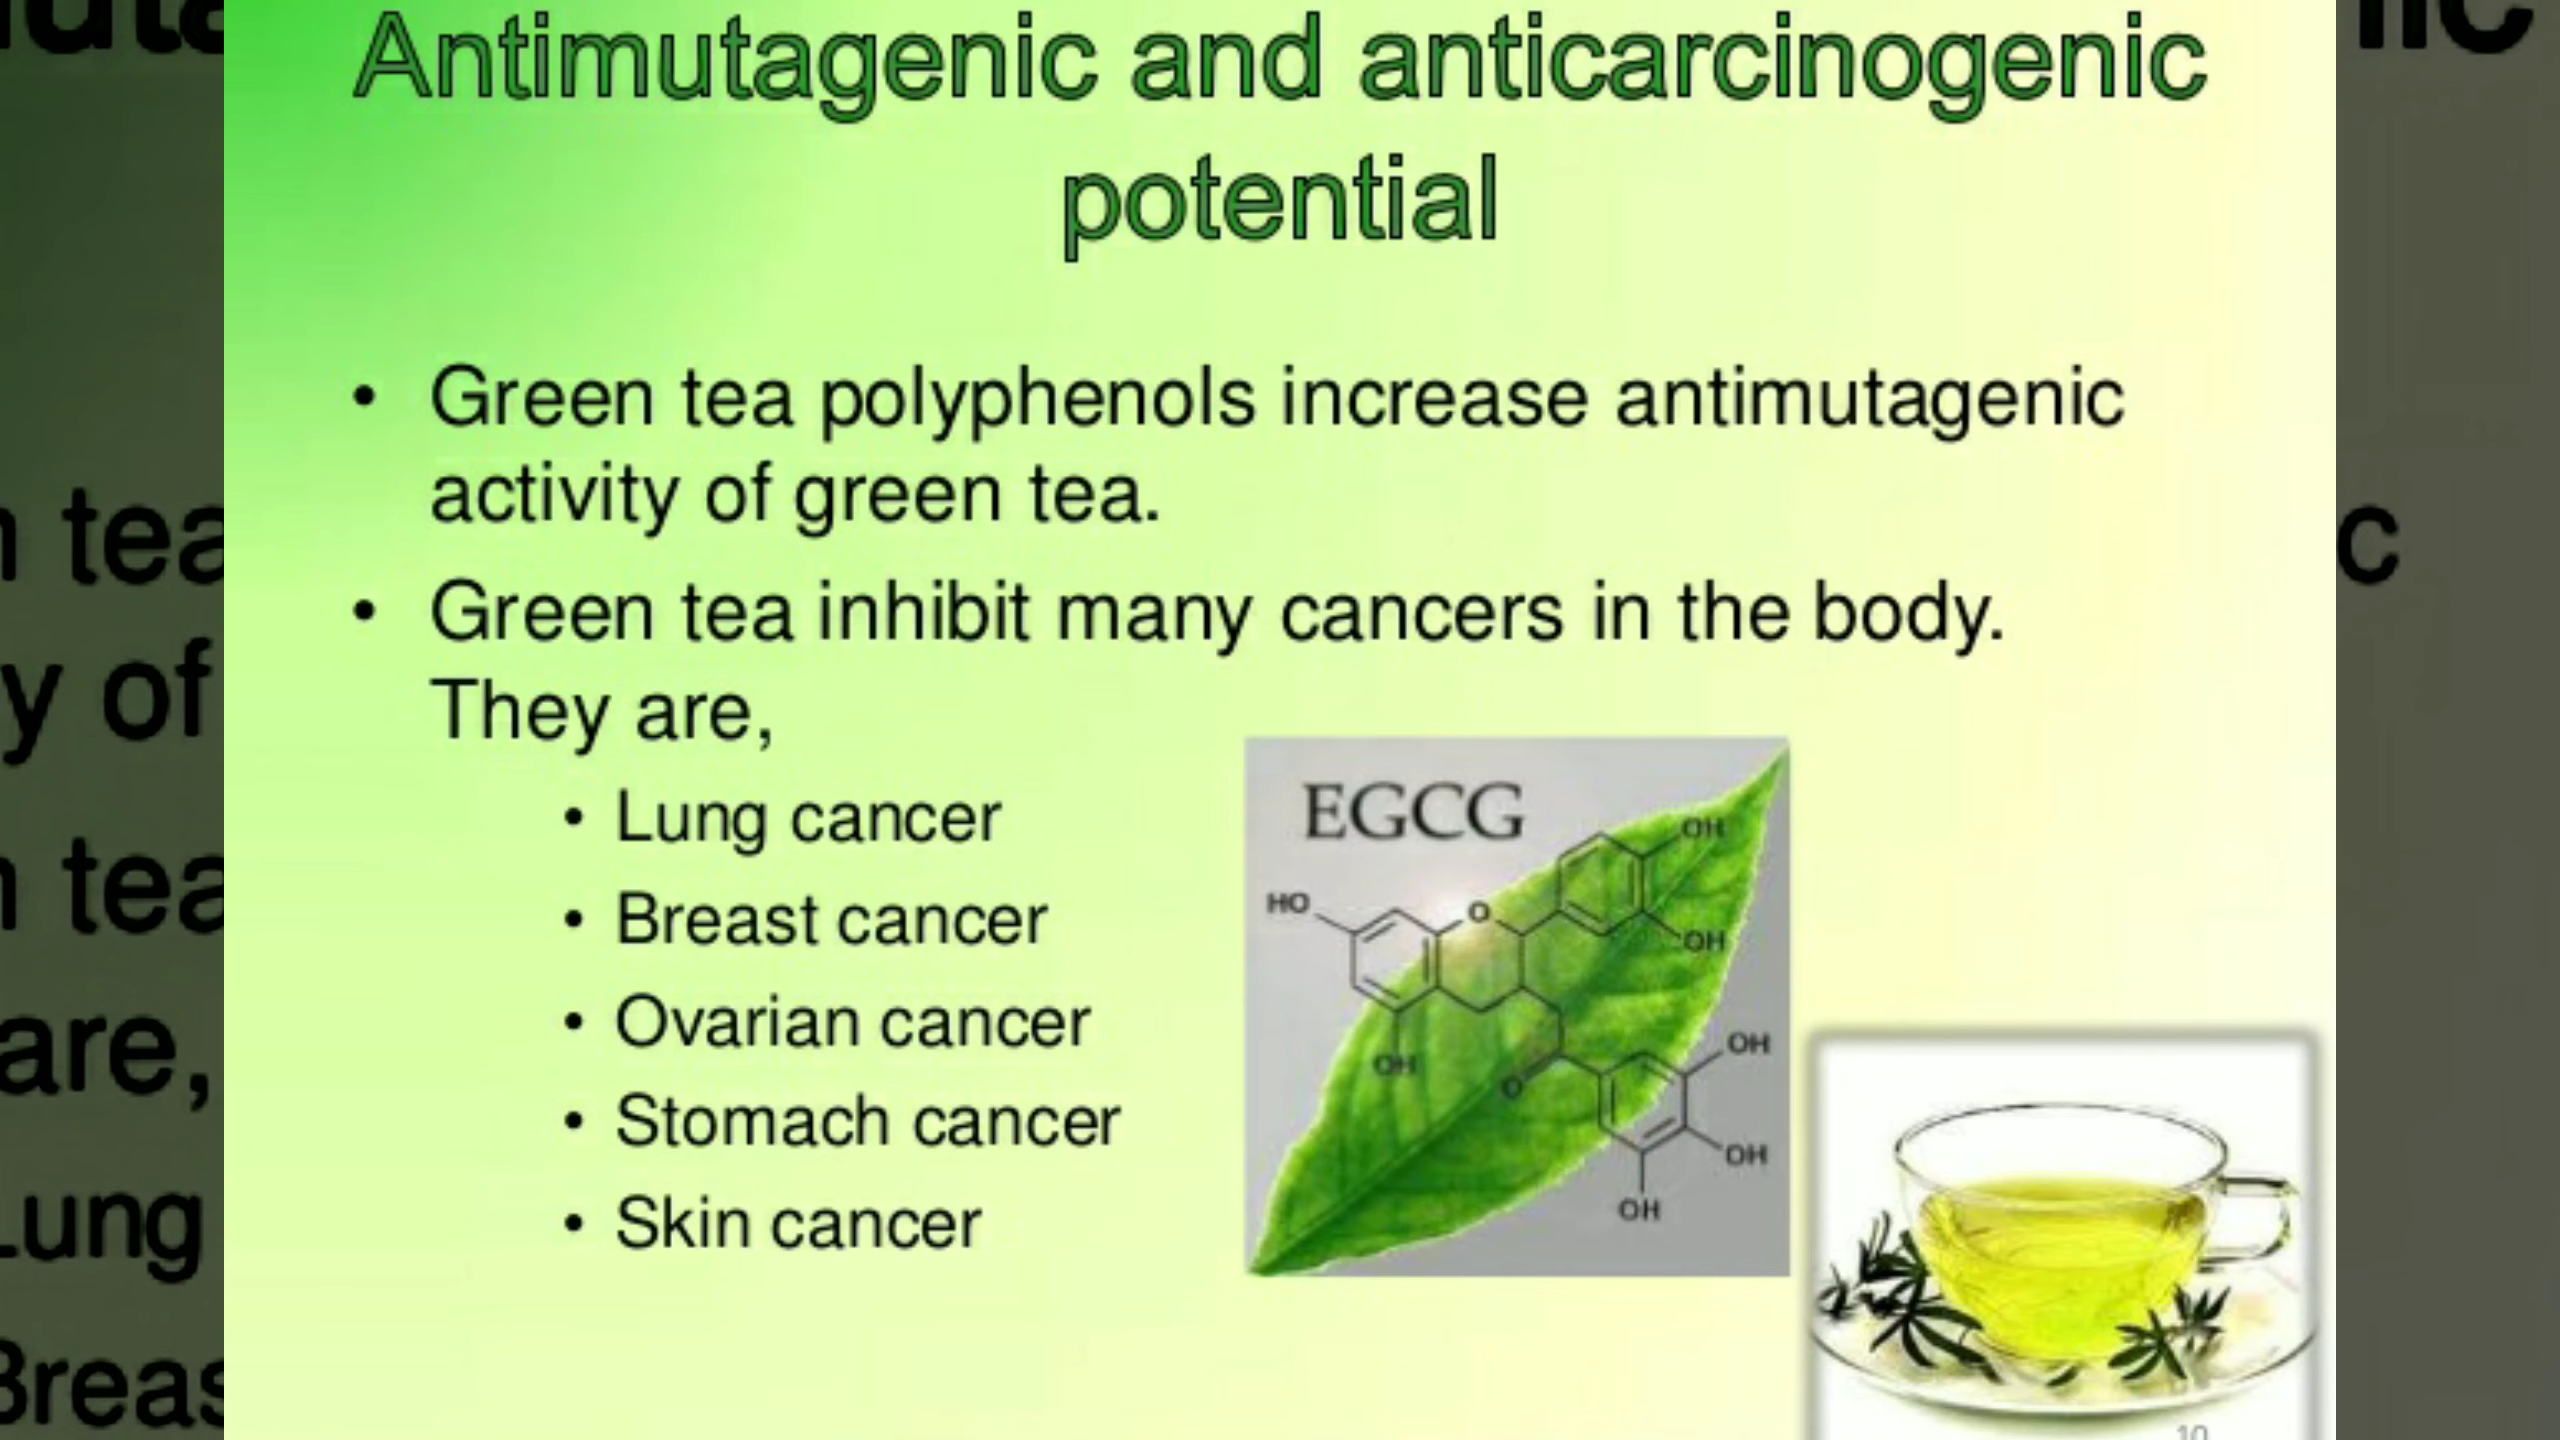 Antimutagenic and anticarcinogenic
potential
• Green tea polyphenols increase antimutagenic
activity of green tea.
• Green tea inhibit many cancers in the body.
They are,
• Lung cancer
• Breast cancer
• Ovarian cancer
• Stomach cancer
• Skin cancer
EGCG
OH
HO
O
OH
OH
OH
O
OH
OH
10